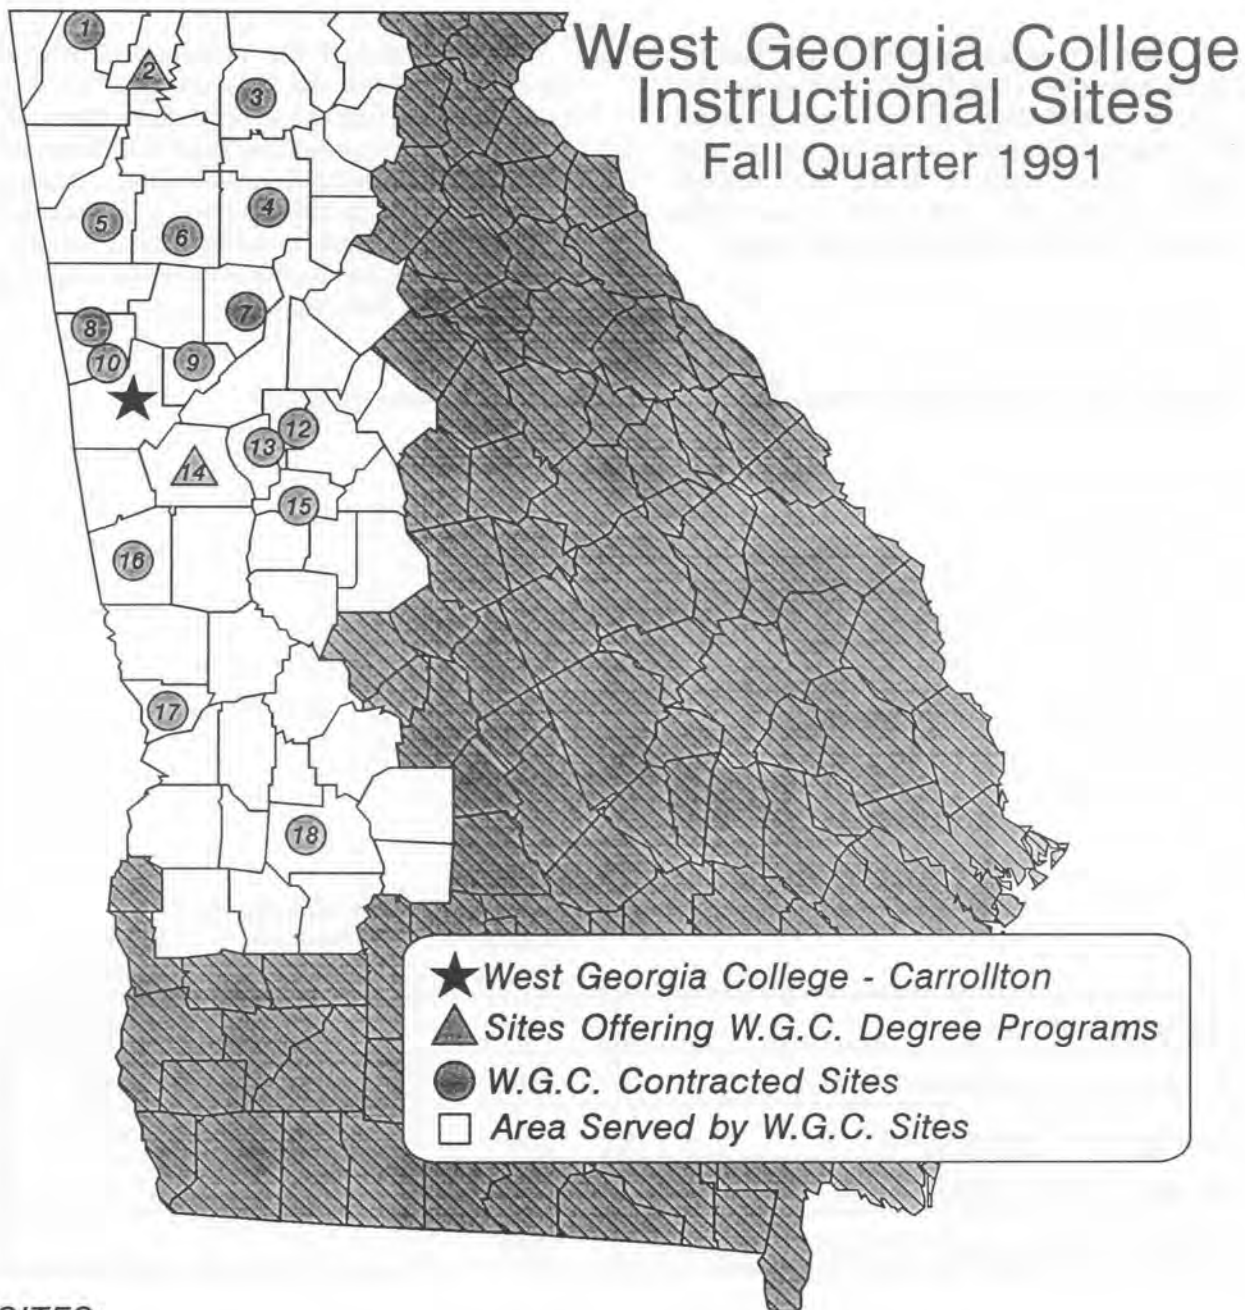 West Georgia College
Instructional Sites
Fall Quarter 1991
1
2
3
4
5
6
7
8
9
10
12
13
14
15
16
17
18
West Georgia College - Carrollton
Sites Offering W.G.C. Degree Programs
W.G.C. Contracted Sites
Area Served by W.G.C. Sites